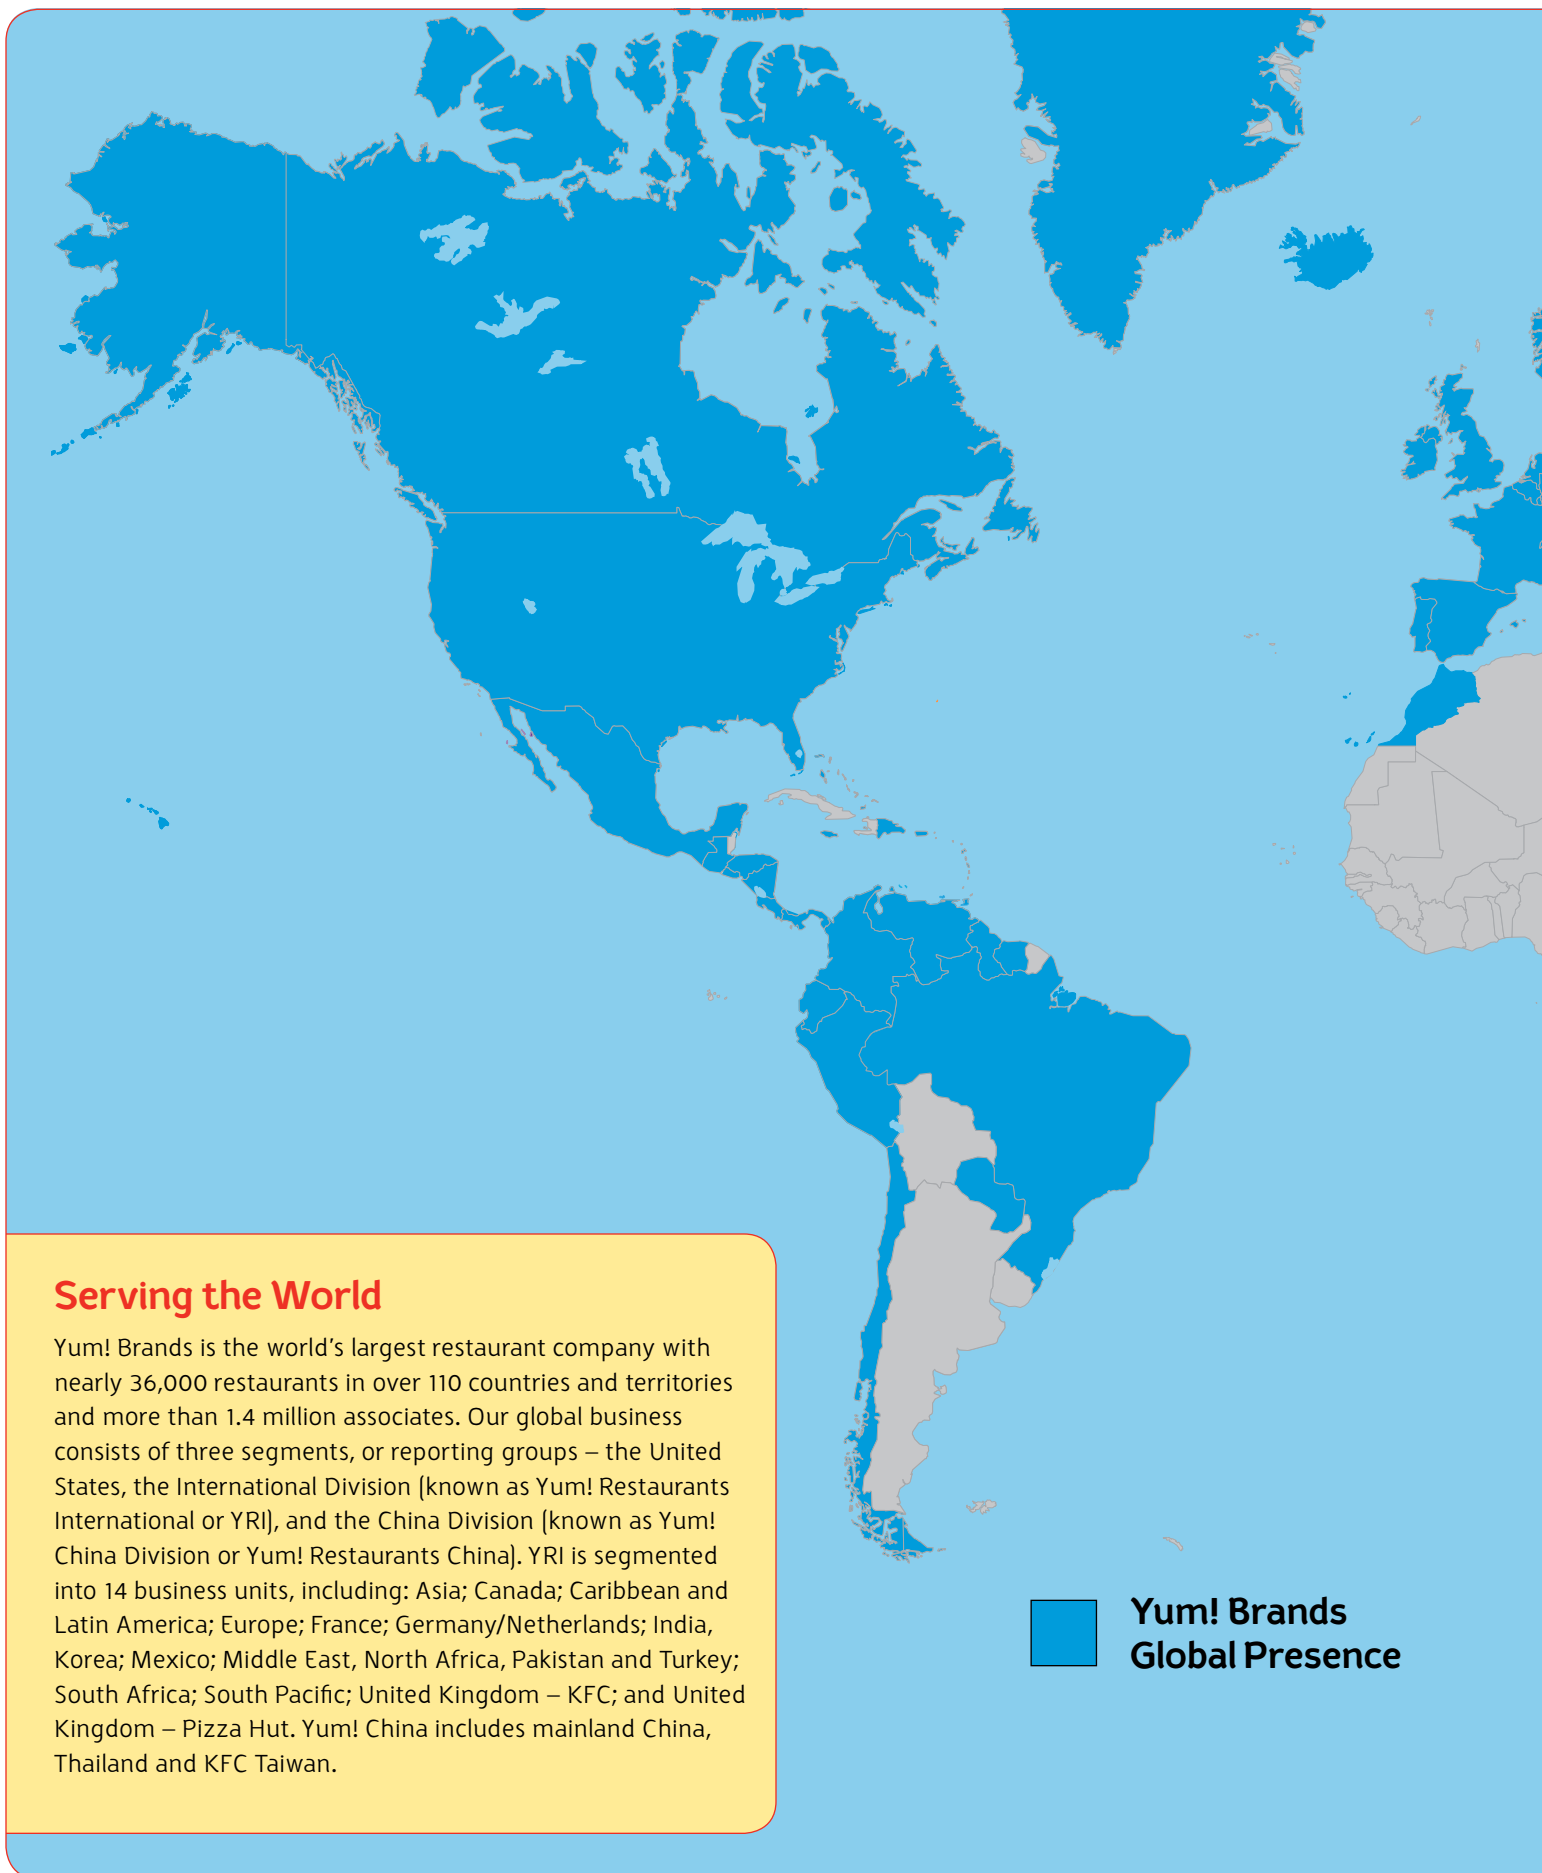 Serving the World
Yum! Brands is the world's largest restaurant company with
nearly 36,000 restaurants in over 110 countries and territories
and more than 1.4 million associates. Our global business
consists of three segments, or reporting groups – the United
States, the International Division (known as Yum! Restaurants
International or YRI), and the China Division (known as Yum!
China Division or Yum! Restaurants China). YRI is segmented
into 14 business units, including: Asia; Canada; Caribbean and
Latin America; Europe; France; Germany/Netherlands; India,
Korea; Mexico; Middle East, North Africa, Pakistan and Turkey;
South Africa; South Pacific; United Kingdom – KFC; and United
Kingdom – Pizza Hut. Yum! China includes mainland China,
Thailand and KFC Taiwan.
Yum! Brands
Global Presence